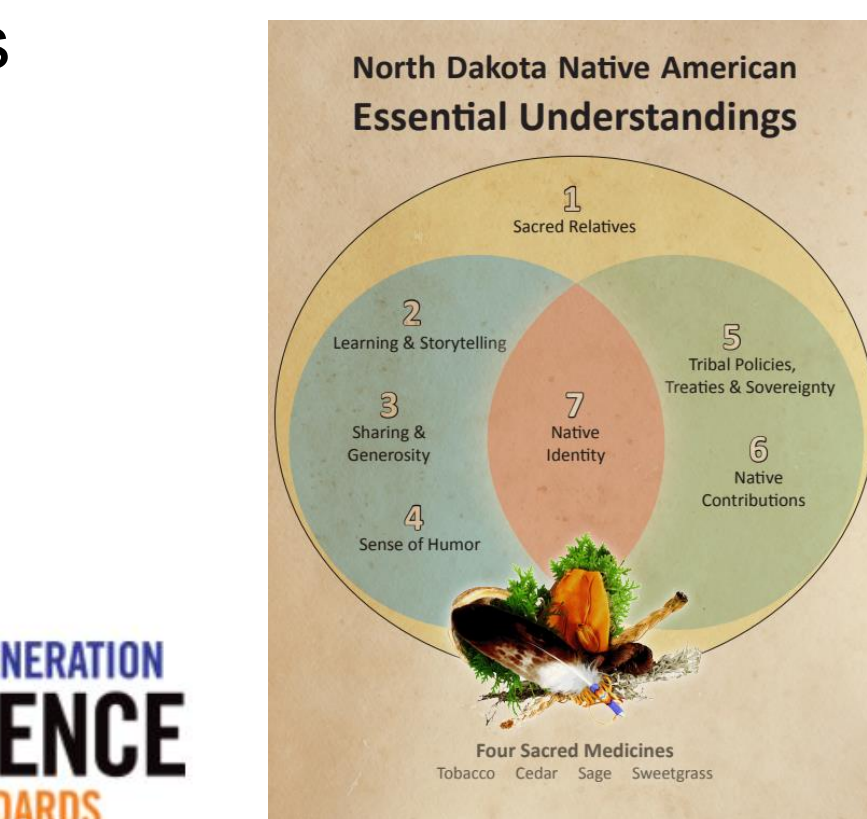 s
North Dakota Native American
Essential Understandings
1
Sacred Relatives
2
Learning & Storytelling
3
Sharing &
Generosity
4
Sense of Humor
7
Native
Identity
5
Tribal Policies,
Treaties & Sovereignty
6
Native
Contributions
NERATION
ENCE
DARDS
Four Sacred Medicines
Tobacco Cedar Sage Sweetgrass